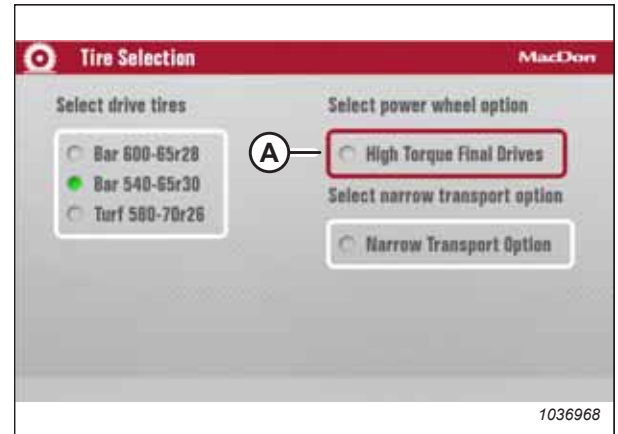 Tire Selection
MacDon
Select drive tires
Bar 600-65r28
Bar 540-65r30
Turf 580-70r26
Select power wheel option
A
High Torque Final Drives
Select narrow transport option
Narrow Transport Option
1036968